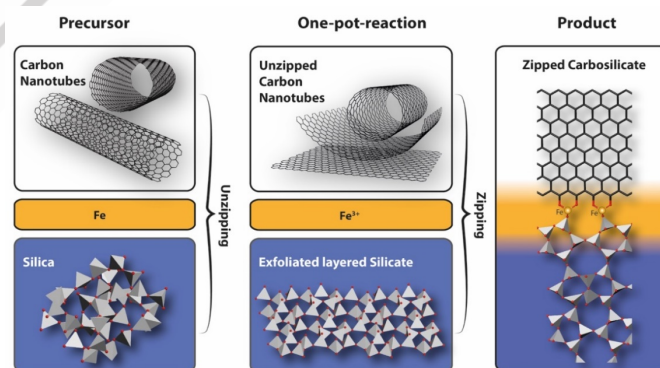 Precursor
One-pot-reaction
Product
Carbon
Nanotubes
Unzipped
Carbon
Nanotubes
Zipped Carbosilicate
Unzipping
Zipping
Fe
Fe³⁺
Fe
Fe
Silica
Exfoliated layered Silicate